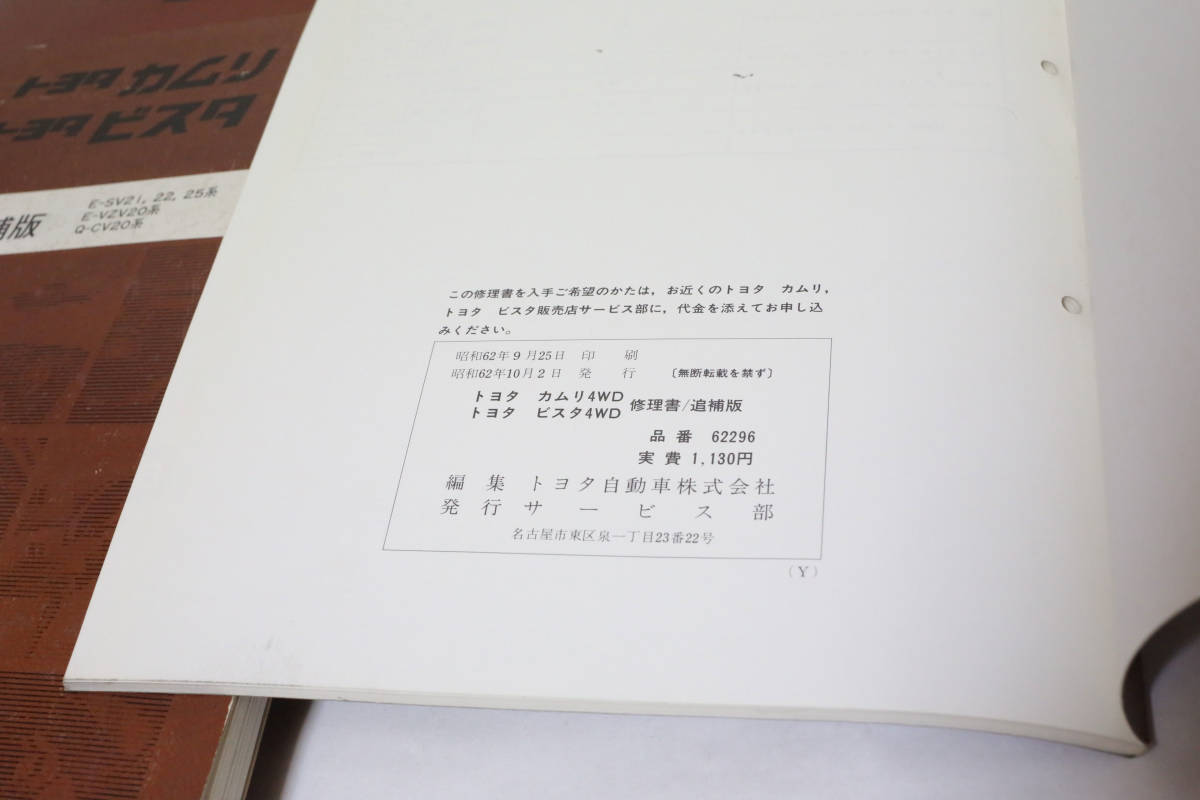 トヨタ カムリ
トヨタ ビスタ
補版
E-SV21, 22, 25系
E-VZV20系
Q-CV20系
この修理書を入手ご希望のかたは，お近くのトヨタ　カムリ，
トヨタ　ビスタ販売店サービス部に，代金を添えてお申し込
みください。
昭和62年9月25日　印　刷
昭和62年10月2日　発　行　〔無断転載を禁ず〕
トヨタ　カムリ4WD
トヨタ　ビスタ4WD
修理書/追補版
品番　62296
実費 1,130円
編　集　トヨタ自動車株式会社
発　行　サービス部
名古屋市東区泉一丁目23番22号
（Y）